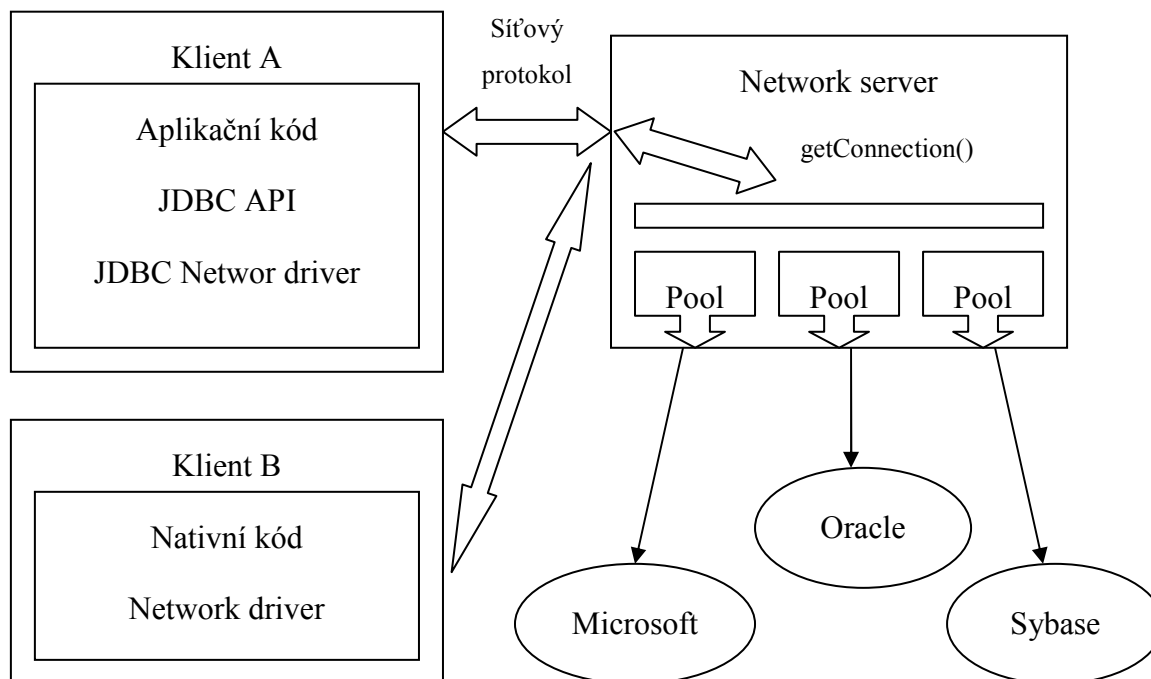 Klient A
Aplikační kód
JDBC API
JDBC Networ driver
Síťový
protokol
Network server
getConnection()
Pool
Pool
Pool
Klient B
Nativní kód
Network driver
Oracle
Microsoft
Sybase